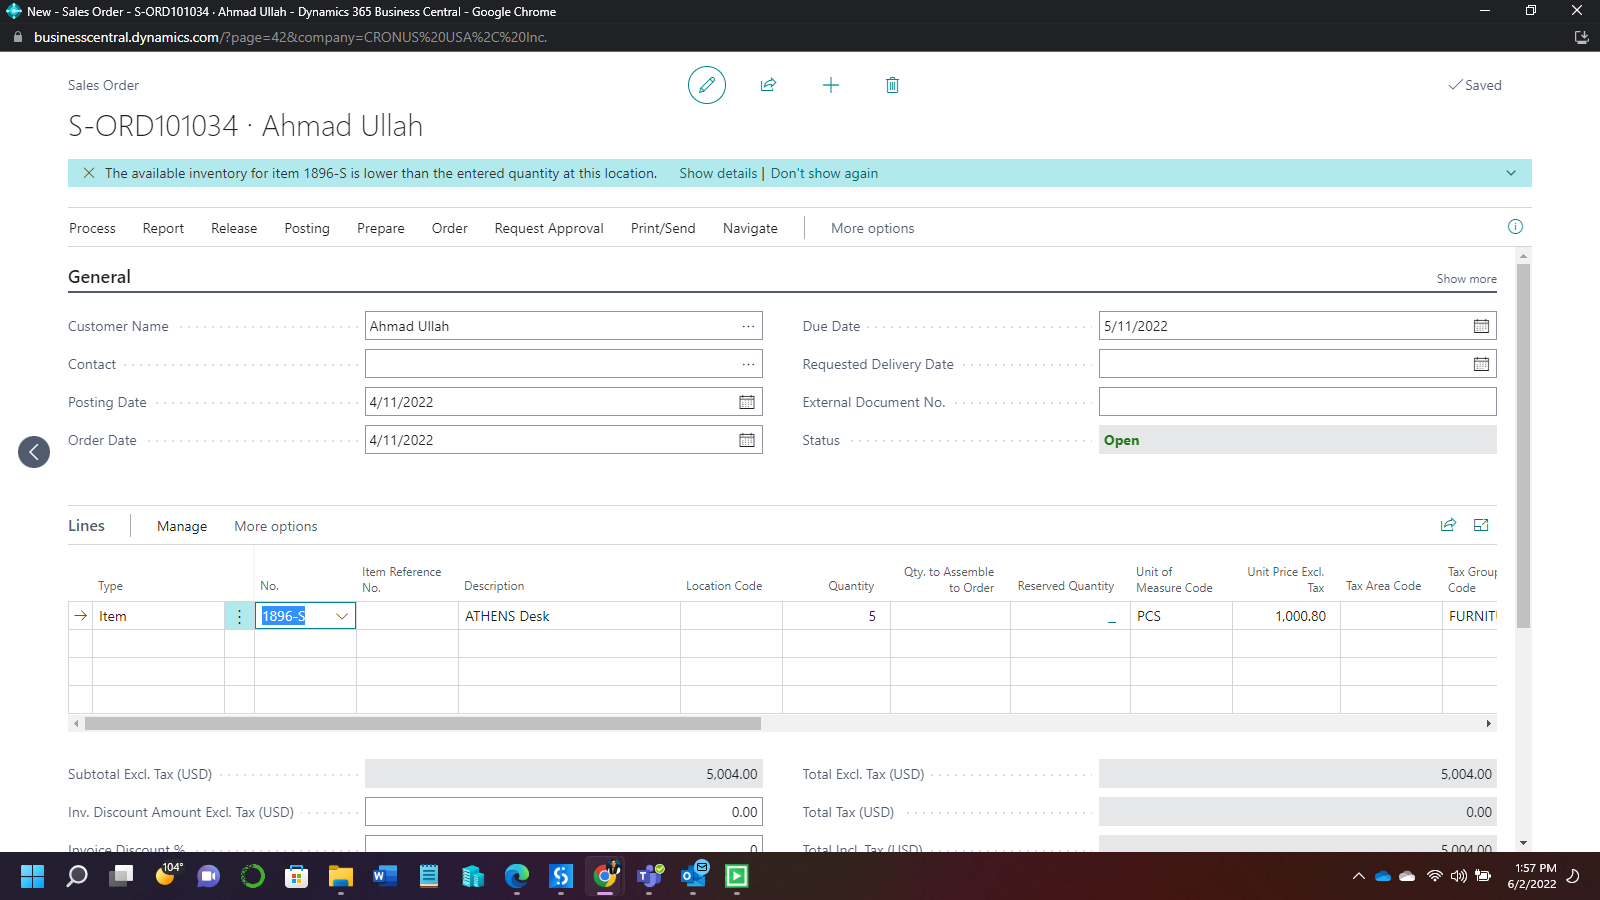 New - Sales Order - S-ORD101034 · Ahmad Ullah - Dynamics 365 Business Central - Google Chrome
businesscentral.dynamics.com/?page=42&company=CRONUS%20USA%2C%20Inc.
Sales Order
Saved
S-ORD101034 · Ahmad Ullah
The available inventory for item 1896-S is lower than the entered quantity at this location. Show details | Don't show again
Process Report Release Posting Prepare Order Request Approval Print/Send Navigate More options
General Show more
Customer Name Ahmad Ullah Due Date 5/11/2022
Contact Requested Delivery Date
Posting Date 4/11/2022 External Document No.
Order Date 4/11/2022 Status Open
Lines Manage More options
Type No. Item Reference No. Description Location Code Quantity Qty. to Assemble to Order Reserved Quantity Unit of Measure Code Unit Price Excl. Tax Tax Area Code Tax Group Code
Item 1896-S ATHENS Desk 5 _ PCS 1,000.80 FURNIT
Subtotal Excl. Tax (USD) 5,004.00 Total Excl. Tax (USD) 5,004.00
Inv. Discount Amount Excl. Tax (USD) 0.00 Total Tax (USD) 0.00
Invoice Discount % 0 Total Incl. Tax (USD) 5,004.00
104°
1:57 PM
6/2/2022